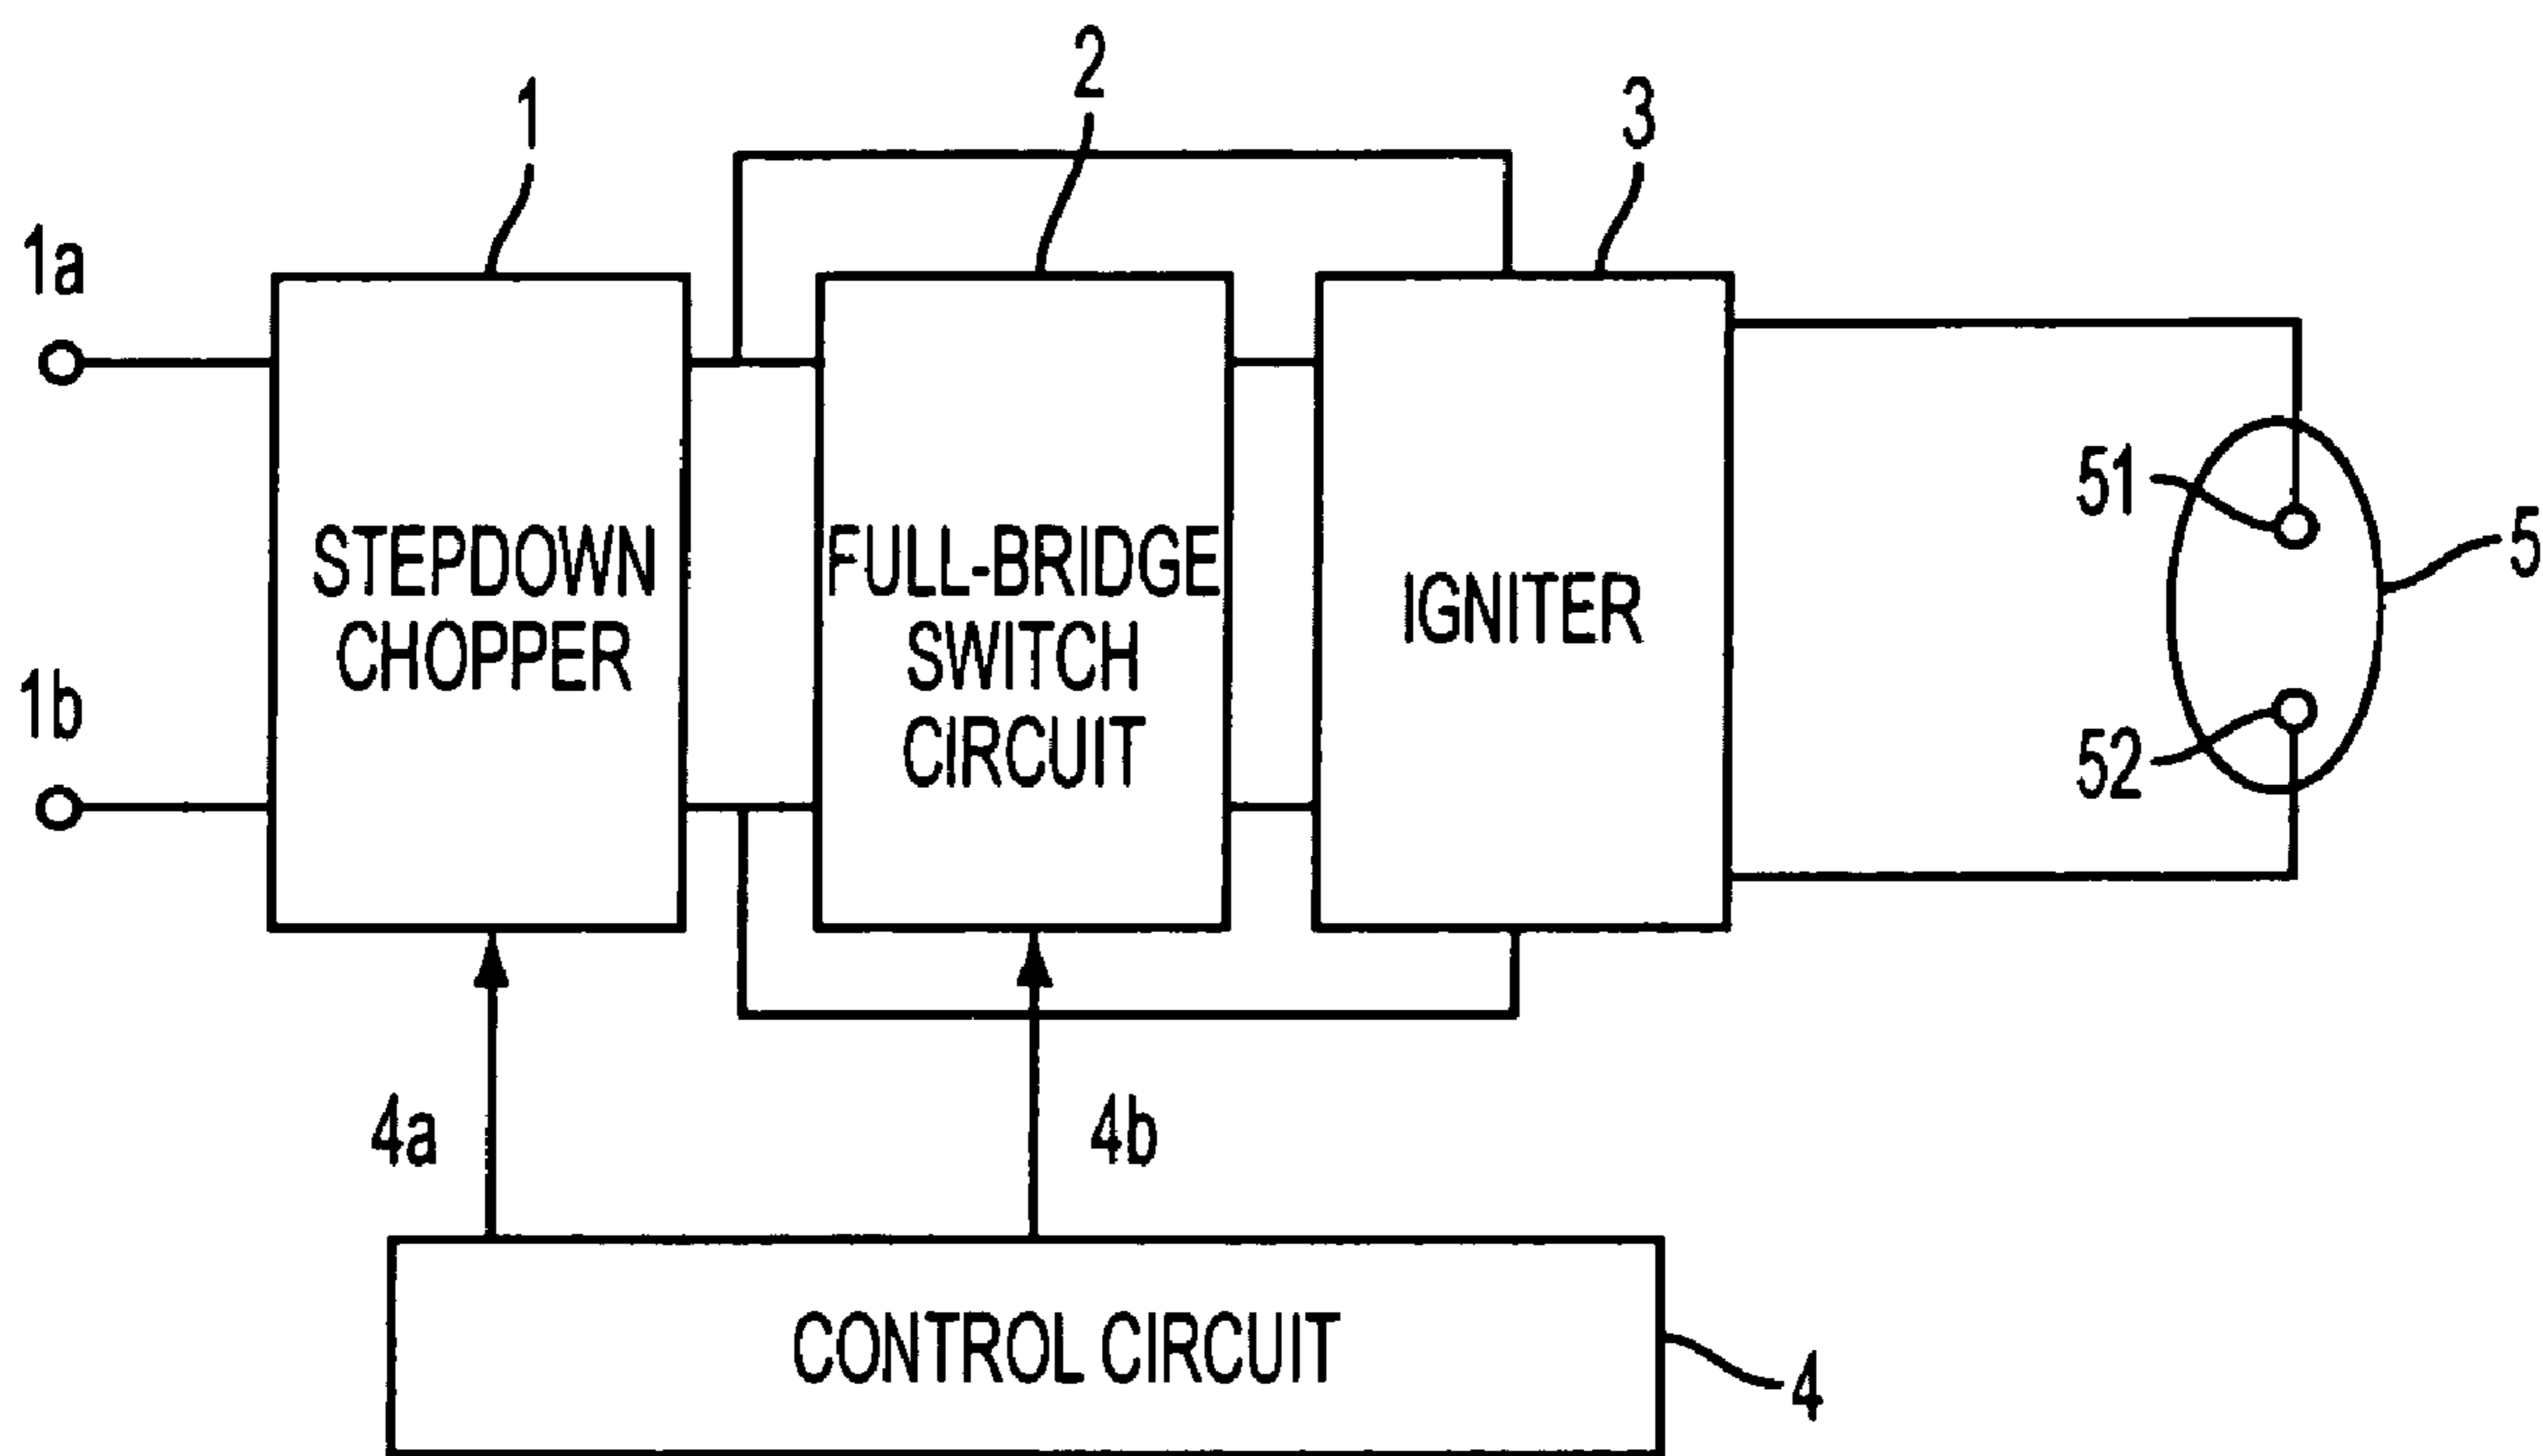 2
1
3
1a
51
5
STEPDOWN
CHOPPER
FULL-BRIDGE
SWITCH
CIRCUIT
IGNITER
1b
52
4a
4b
CONTROL CIRCUIT
4